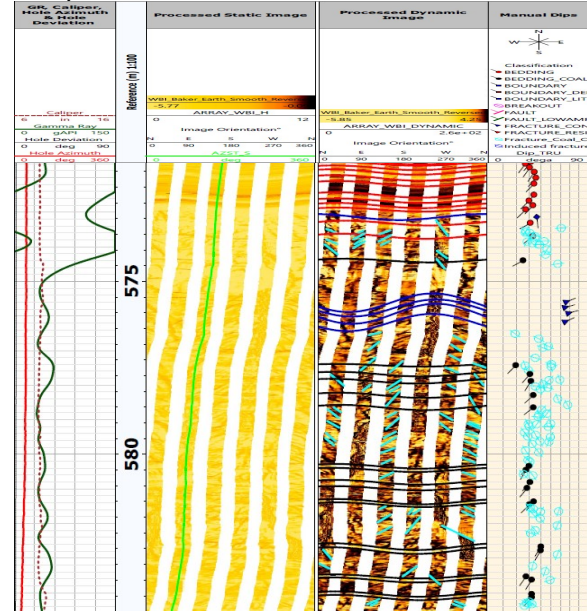 GR, Caliper,
Hole Azimuth
& Hole
Deviation
Caliper
6 in 16
Gamma Ray
0 gAPI 150
Hole Deviation
0 deg 90
Hole Azimuth
0 deg 360
Reference (m) 1:100
Processed Static Image
WBI_Baker_Earth_Smooth_Reverse
-5.77
ARRAY_WBI_H
0 12
Image Orientation°
N E S W N
0 90 180 270 360
AZST_S
0 deg 360
Processed Dynamic
Image
WBI_Baker_Earth_Smooth_Reverse
-5.85 4.25
ARRAY_WBI_DYNAMIC
0 2.6e+02
Image Orientation°
N E S W N
0 90 180 270 360
Manual Dips
N
W E
S
Classification
BEDDING
BEDDING_COAL
BOUNDARY
BOUNDARY_DE
BOUNDARY_LIT
BREAKOUT
FAULT
FAULT_LOWAMP
FRACTURE_CON
FRACTURE_RESI
Fracture_Coal_C
Induced fracture
Dip_TRU
0 dega 90
575
580